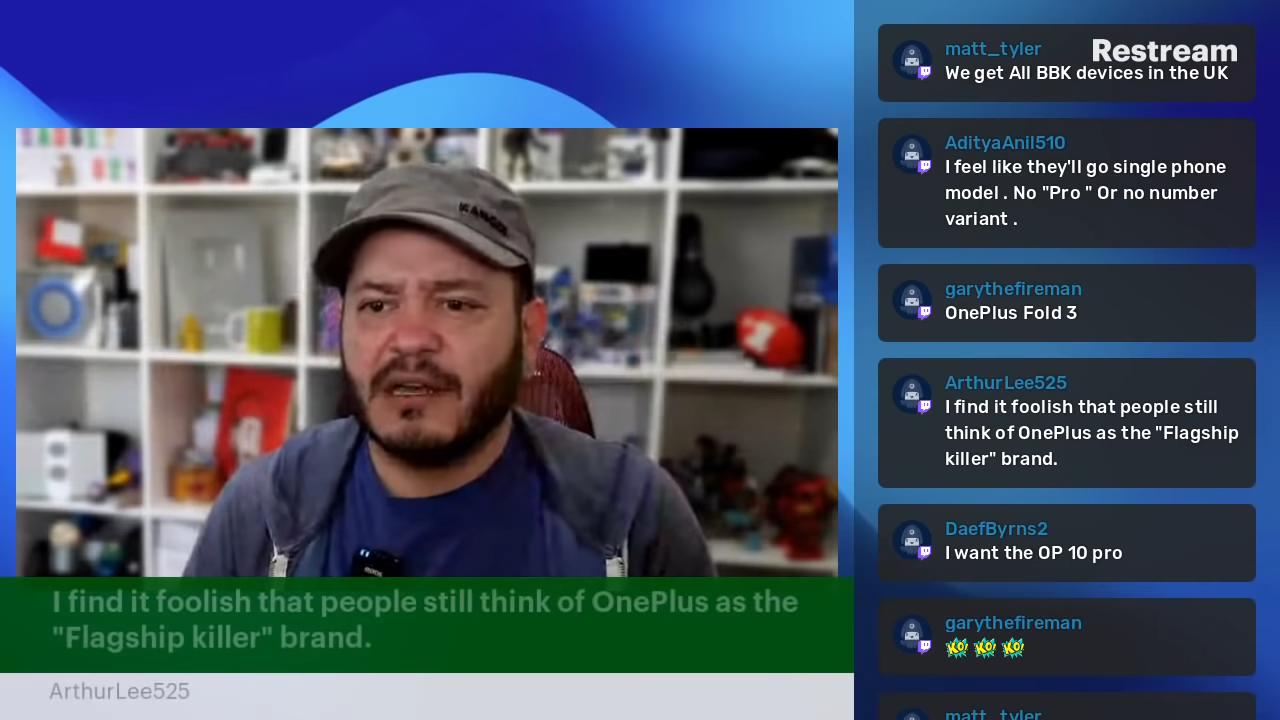 matt_tyler
Restream
We get All BBK devices in the UK
AdityaAnil510
I feel like they'll go single phone
model . No "Pro " Or no number
variant .
garythefireman
OnePlus Fold 3
ArthurLee525
I find it foolish that people still
think of OnePlus as the "Flagship
killer" brand.
DaefByrns2
I want the OP 10 pro
garythefireman
KO! KO! KO!
matt_tyler
KANGOL
I find it foolish that people still think of OnePlus as the
"Flagship killer" brand.
ArthurLee525